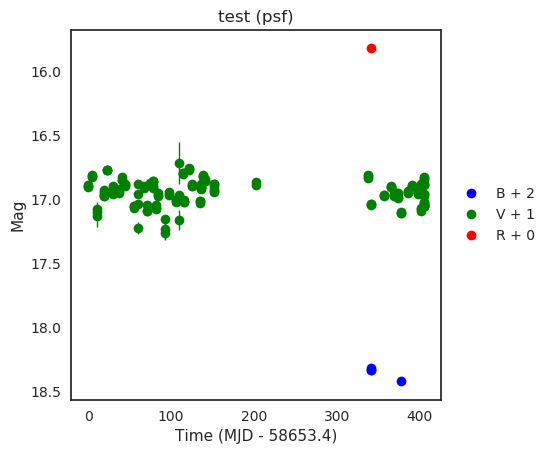 test (psf)
Mag
16.0
16.5
17.0
17.5
18.0
18.5
0
100
200
300
400
Time (MJD - 58653.4)
B + 2
V + 1
R + 0